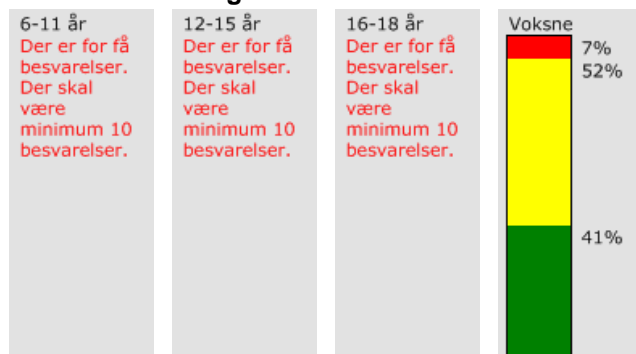 6-11 år
Der er for få
besvarelser.
Der skal
være
minimum 10
besvarelser.
12-15 år
Der er for få
besvarelser.
Der skal
være
minimum 10
besvarelser.
16-18 år
Der er for få
besvarelser.
Der skal
være
minimum 10
besvarelser.
Voksne
7%
52%
41%